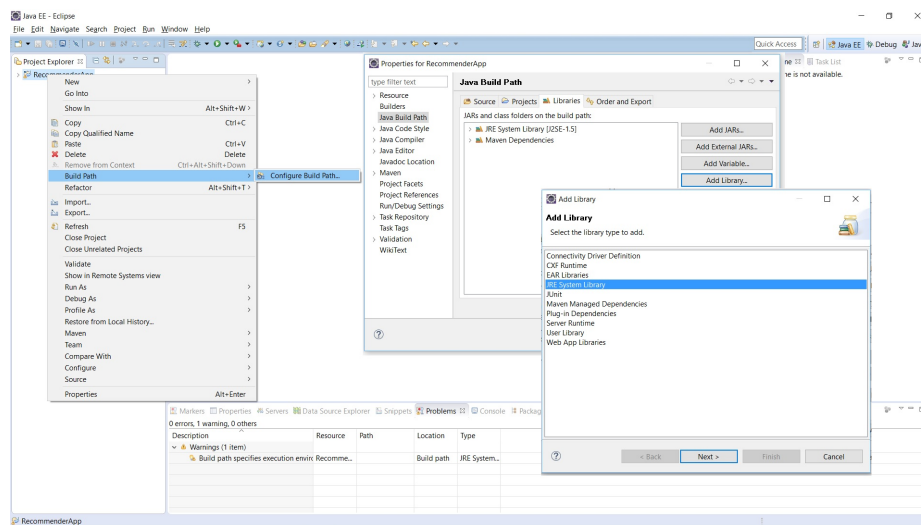 Java EE - Eclipse
File Edit Navigate Search Project Run Window Help
Quick Access
Java EE
Debug
Project Explorer
RecommenderApp
New
Go Into
Show In Alt+Shift+W
Copy Ctrl+C
Copy Qualified Name
Paste Ctrl+V
Delete Delete
Remove from Context Ctrl+Alt+Shift+Down
Build Path
Configure Build Path...
Refactor Alt+Shift+T
Import...
Export...
Refresh F5
Close Project
Close Unrelated Projects
Validate
Show in Remote Systems view
Run As
Debug As
Profile As
Restore from Local History...
Maven
Team
Compare With
Configure
Source
Properties Alt+Enter
Properties for RecommenderApp
type filter text
Resource
Builders
Java Build Path
Java Code Style
Java Compiler
Java Editor
Javadoc Location
Maven
Project Facets
Project References
Run/Debug Settings
Task Repository
Task Tags
Validation
WikiText
Java Build Path
Source Projects Libraries Order and Export
JARs and class folders on the build path:
JRE System Library [J2SE-1.5]
Maven Dependencies
Add JARs...
Add External JARs...
Add Variable...
Add Library...
ne Task List
ne is not available.
Add Library
Add Library
Select the library type to add.
Connectivity Driver Definition
CXF Runtime
EAR Libraries
JRE System Library
JUnit
Maven Managed Dependencies
Plug-in Dependencies
Server Runtime
User Library
Web App Libraries
< Back Next > Finish Cancel
Markers Properties Servers Data Source Explorer Snippets Problems Console Packag
0 errors, 1 warning, 0 others
Description Resource Path Location Type
Warnings (1 item)
Build path specifies execution enviro Recomme... Build path JRE System...
RecommenderApp